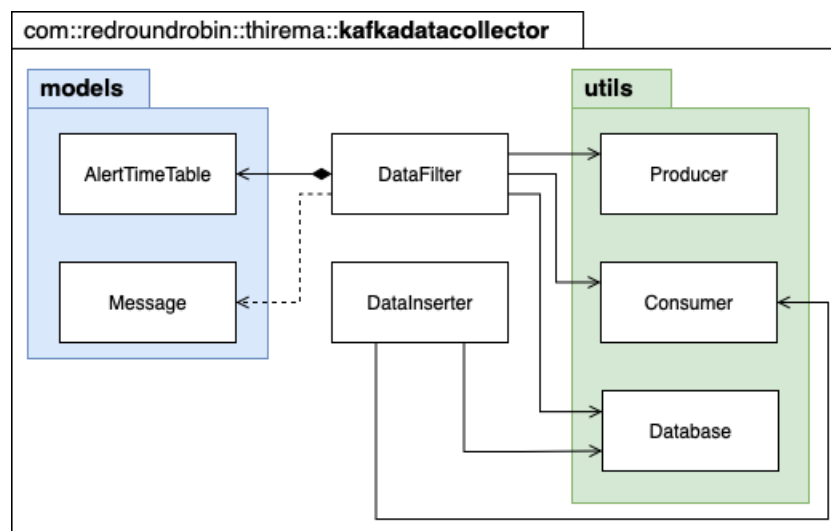 com::redroundrobin::thirema::kafkadatacollector
models
utils
AlertTimeTable
DataFilter
Producer
Message
DataInserter
Consumer
Database